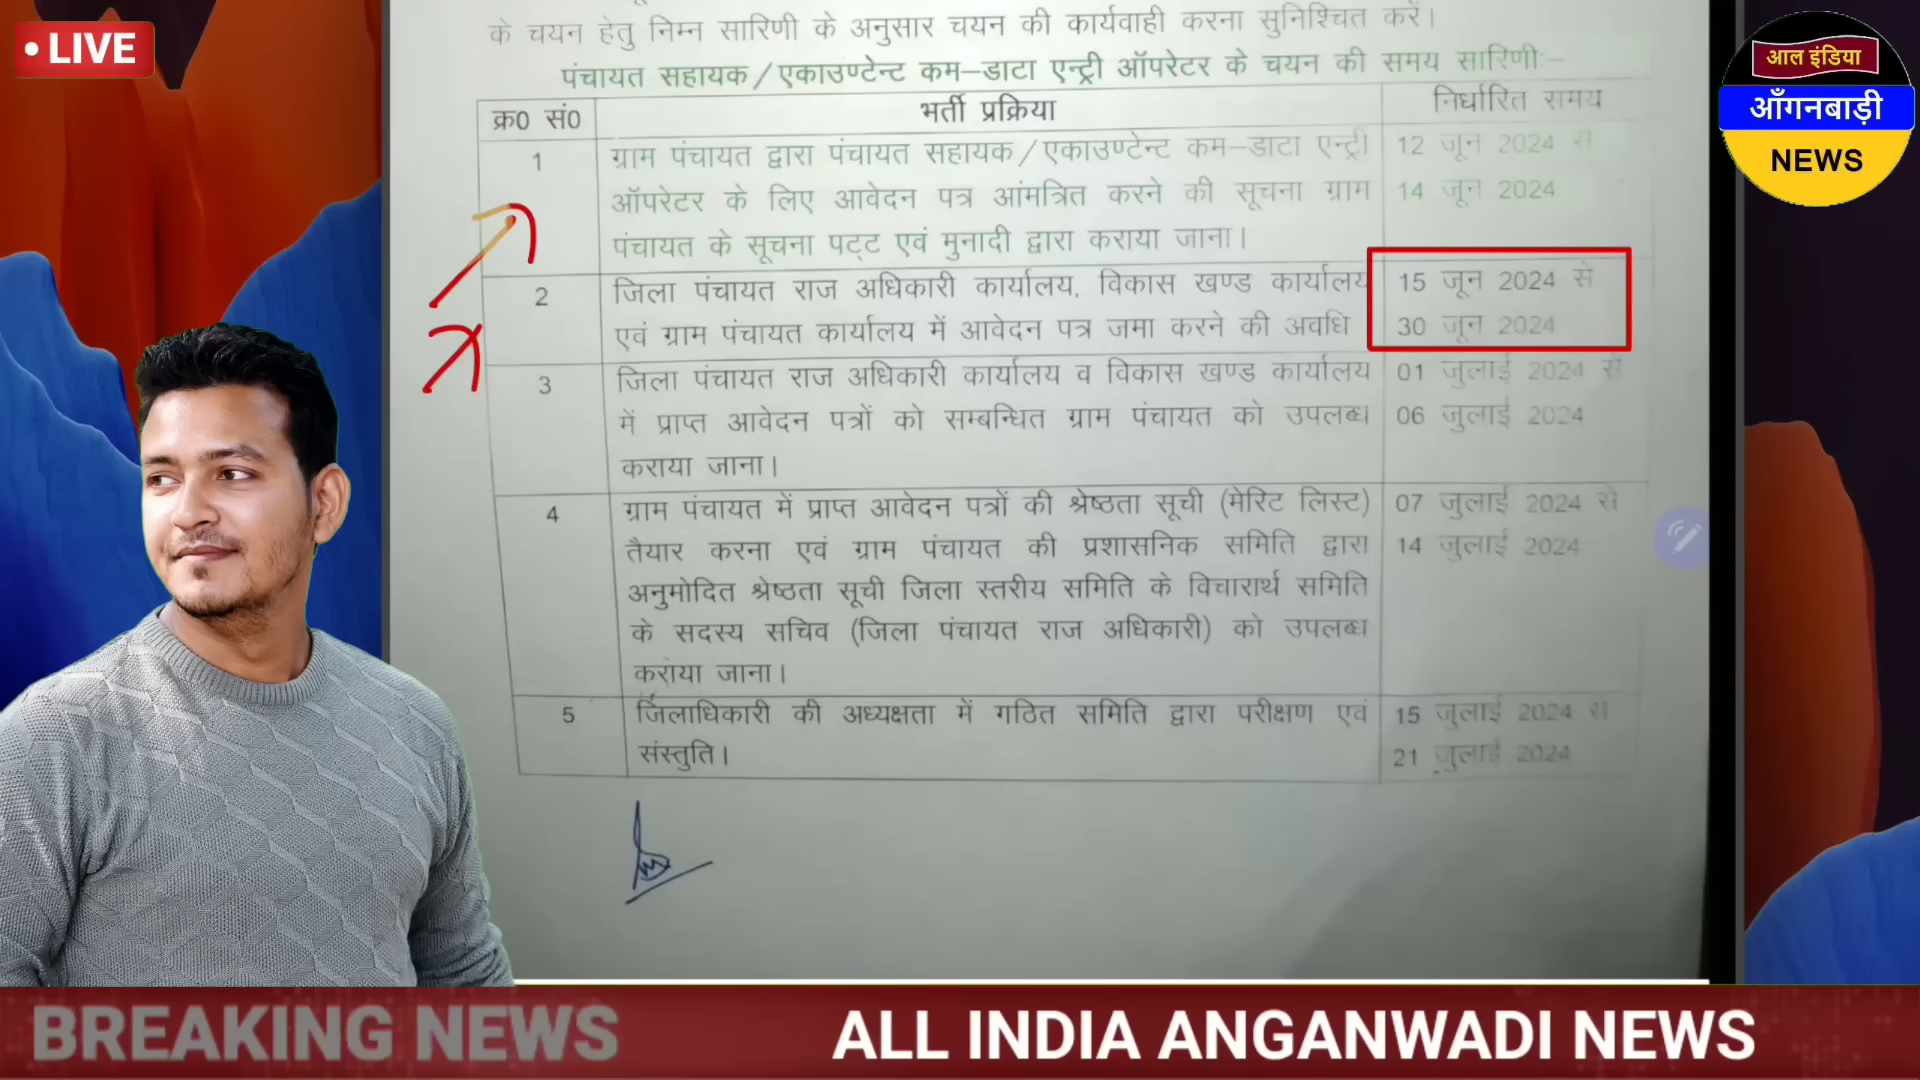 • LIVE
के चयन हेतु निम्न सारिणी के अनुसार चयन की कार्यवाही करना सुनिश्चित करें।
पंचायत सहायक/एकाउण्टेन्ट कम-डाटा एन्ट्री ऑपरेटर के चयन की समय सारिणीः-
क्र0 सं0 भर्ती प्रक्रिया निर्धारित समय
1 ग्राम पंचायत द्वारा पंचायत सहायक/एकाउण्टेन्ट कम-डाटा एन्ट्री 12 जून 2024 से
ऑपरेटर के लिए आवेदन पत्र आंमत्रित करने की सूचना ग्राम 14 जून 2024
पंचायत के सूचना पट्ट एवं मुनादी द्वारा कराया जाना।
2 जिला पंचायत राज अधिकारी कार्यालय, विकास खण्ड कार्यालय 15 जून 2024 से
एवं ग्राम पंचायत कार्यालय में आवेदन पत्र जमा करने की अवधि 30 जून 2024
3 जिला पंचायत राज अधिकारी कार्यालय व विकास खण्ड कार्यालय 01 जुलाई 2024 से
में प्राप्त आवेदन पत्रों को सम्बन्धित ग्राम पंचायत को उपलब्ध 06 जुलाई 2024
कराया जाना।
4 ग्राम पंचायत में प्राप्त आवेदन पत्रों की श्रेष्ठता सूची (मेरिट लिस्ट) 07 जुलाई 2024 से
तैयार करना एवं ग्राम पंचायत की प्रशासनिक समिति द्वारा 14 जुलाई 2024
अनुमोदित श्रेष्ठता सूची जिला स्तरीय समिति के विचारार्थ समिति
के सदस्य सचिव (जिला पंचायत राज अधिकारी) को उपलब्ध
कराया जाना।
5 जिलाधिकारी की अध्यक्षता में गठित समिति द्वारा परीक्षण एवं 15 जुलाई 2024 से
संस्तुति। 21 जुलाई 2024
आल इंडिया
आँगनबाड़ी
NEWS
BREAKING NEWS
ALL INDIA ANGANWADI NEWS